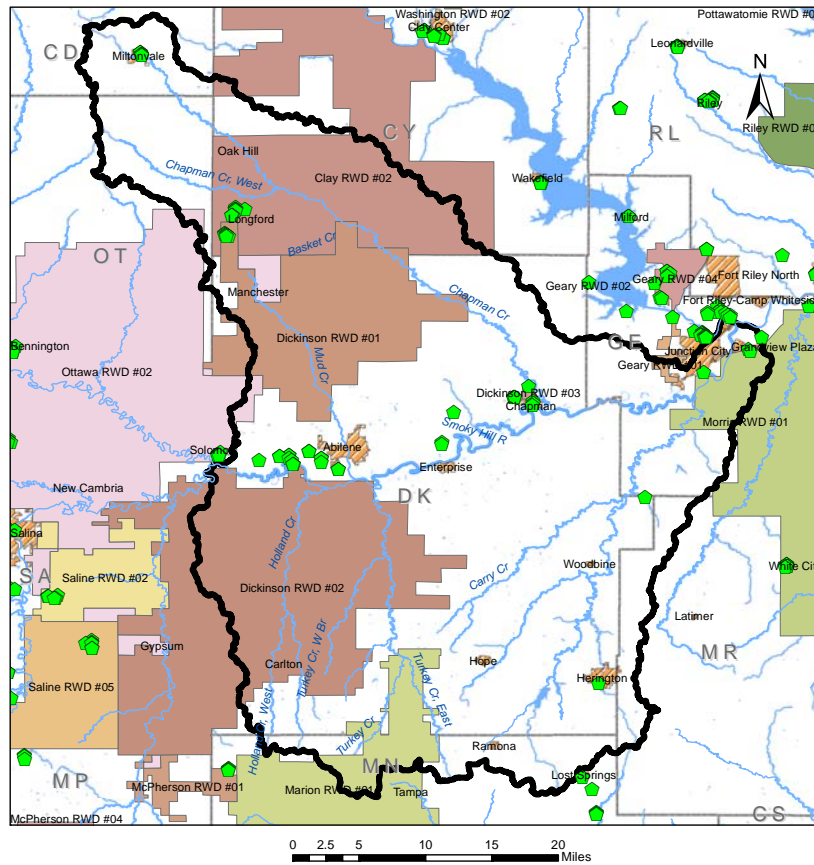 Washington RWD #02
Pottawatomie RWD #0
Clay Center
Leonardville
CD
Miltonvale
N
Riley
CY
RL
Riley RWD #0
Oak Hill
Chapman Cr. West
Clay RWD #02
Wakefield
Longford
Milford
Basket Cr
OT
Fort Riley North
Geary RWD #04
Geary RWD #02
Manchester
Chapman Cr
Fort Riley-Camp Whiteside
Dickinson RWD #01
GE
Junction City
Grandview Plaza
Bennington
Geary RWD #01
Ottawa RWD #02
Mud Cr
Dickinson RWD #03
Chapman
Morris RWD #01
Smoky Hill R
Solomo
Abilene
Enterprise
New Cambria
DK
Salina
Holland Cr
Woodbine
White City
SA
Saline RWD #02
Carry Cr
Dickinson RWD #02
Latimer
Gypsum
MR
Turkey Cr. W Br
Carlton
Turkey Cr. East
Hope
Saline RWD #05
Herington
Holland Cr. West
Turkey Cr
Ramona
MP
MN
Lost Springs
McPherson RWD #01
Marion RWD #01
Tampa
McPherson RWD #04
CS
0 2.5 5 10 15 20
Miles